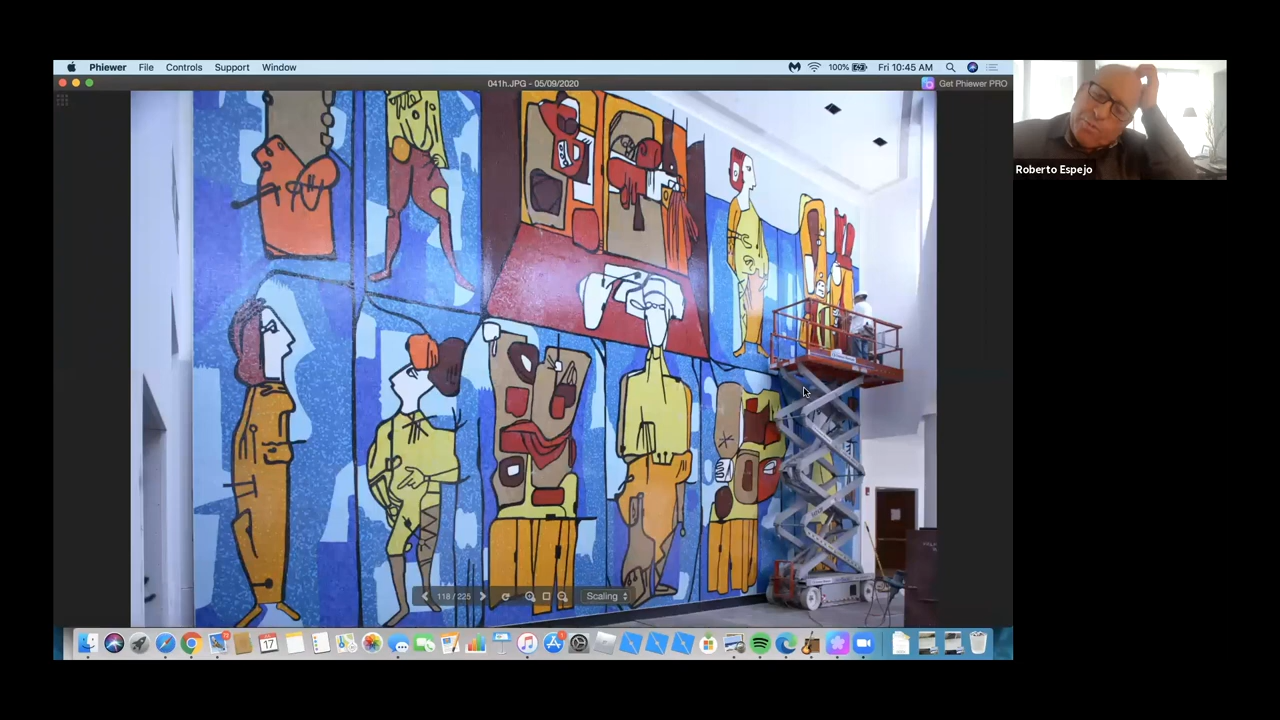 Phiewer File Controls Support Window 100% Fri 10:45 AM
041h.JPG - 05/09/2020 Get Phiewer PRO
Roberto Espejo
118 / 225 Scaling
17